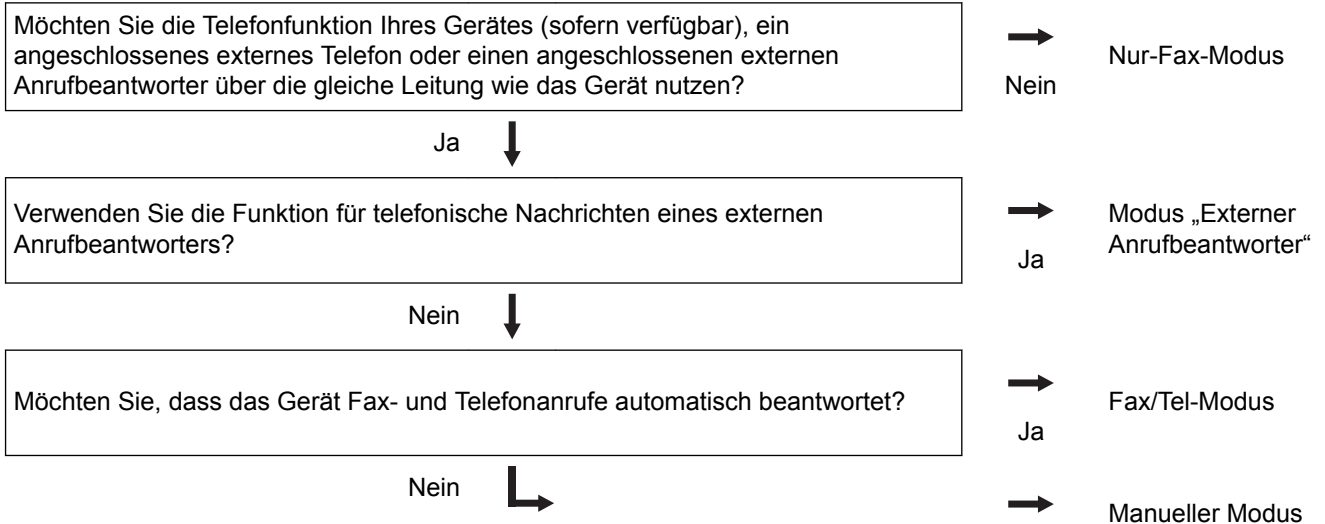 Möchten Sie die Telefonfunktion Ihres Gerätes (sofern verfügbar), ein
angeschlossenes externes Telefon oder einen angeschlossenen externen
Anrufbeantworter über die gleiche Leitung wie das Gerät nutzen?
Nein
Nur-Fax-Modus
Ja
Verwenden Sie die Funktion für telefonische Nachrichten eines externen
Anrufbeantworters?
Ja
Modus „Externer
Anrufbeantworter“
Nein
Möchten Sie, dass das Gerät Fax- und Telefonanrufe automatisch beantwortet?
Ja
Fax/Tel-Modus
Nein
Manueller Modus